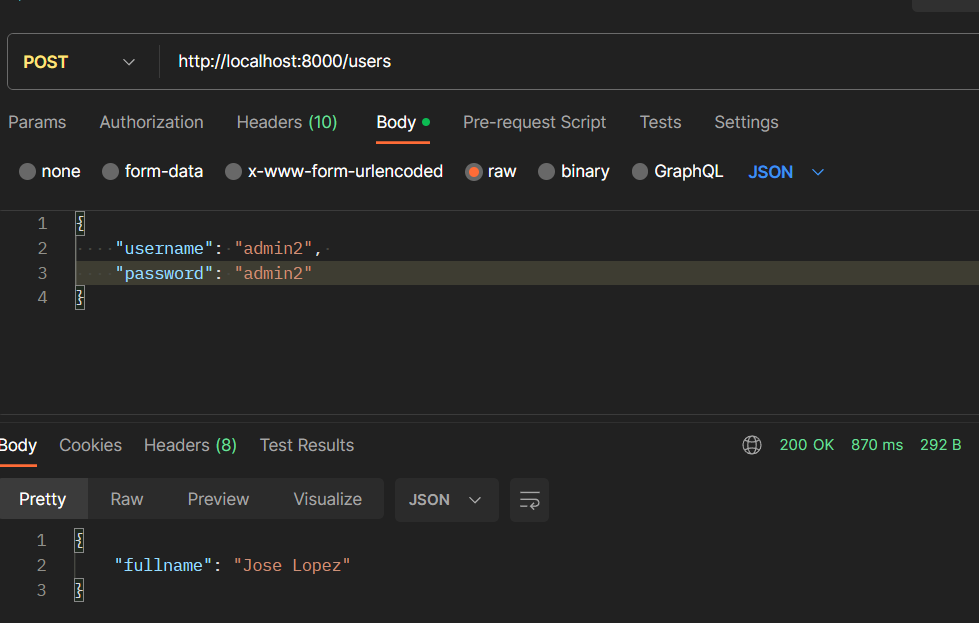 POST http://localhost:8000/users
Params Authorization Headers (10) Body Pre-request Script Tests Settings
none form-data x-www-form-urlencoded raw binary GraphQL JSON
1 {
2 "username": "admin2",
3 "password": "admin2"
4 }
Body Cookies Headers (8) Test Results 200 OK 870 ms 292 B
Pretty Raw Preview Visualize JSON
1 {
2 "fullname": "Jose Lopez"
3 }